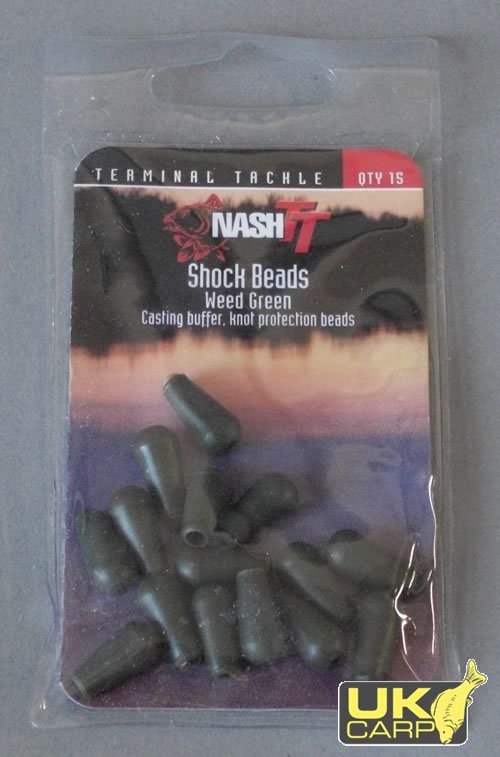 TERMINAL TACKLE QTY 15
NASH TT
Shock Beads
Weed Green
Casting buffer, knot protection beads
UK
CARP